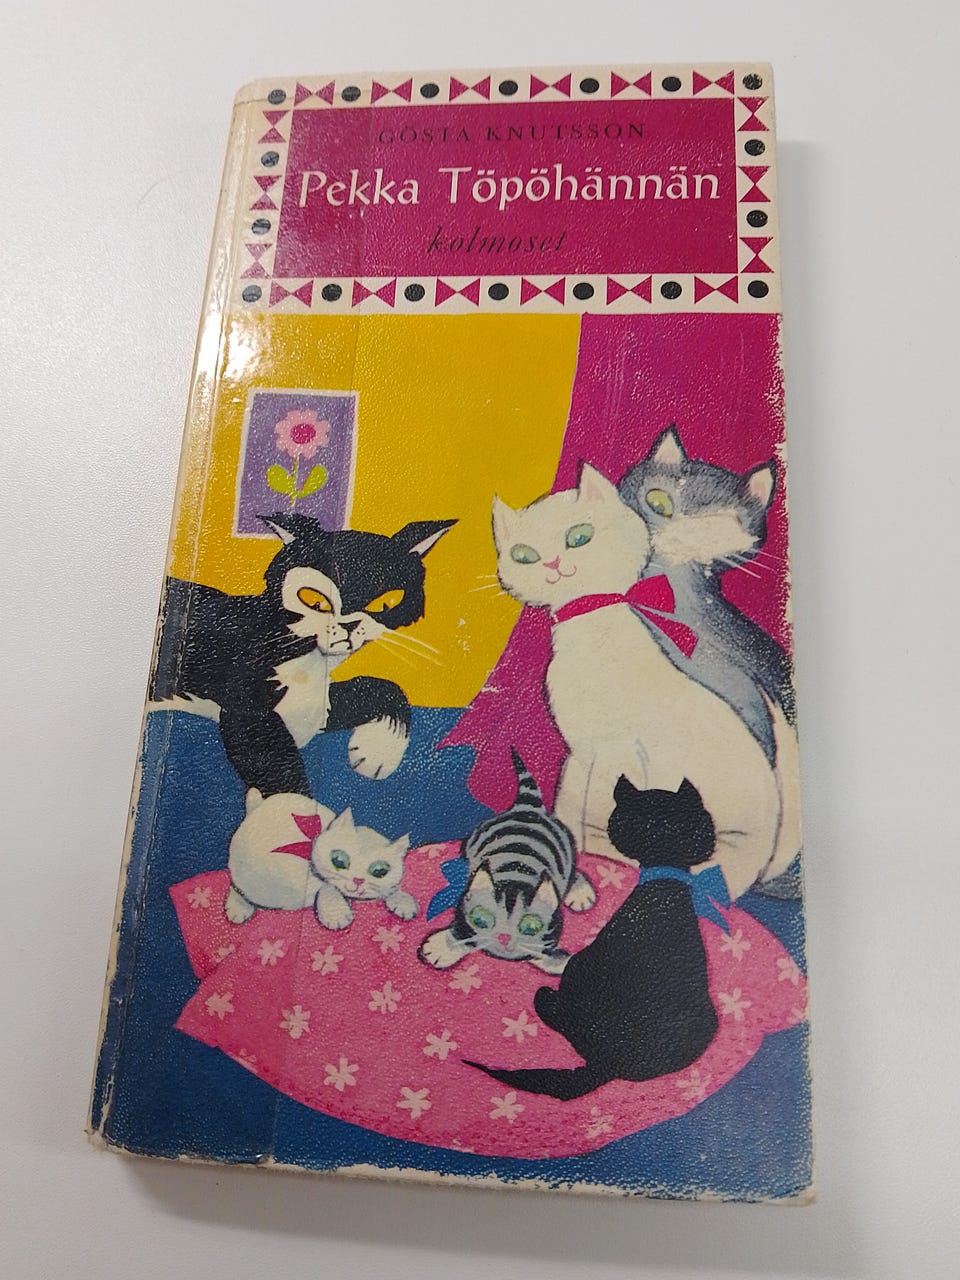 GÖSTA KNUTSSON
Pekka Töpöhännän
kolmoset